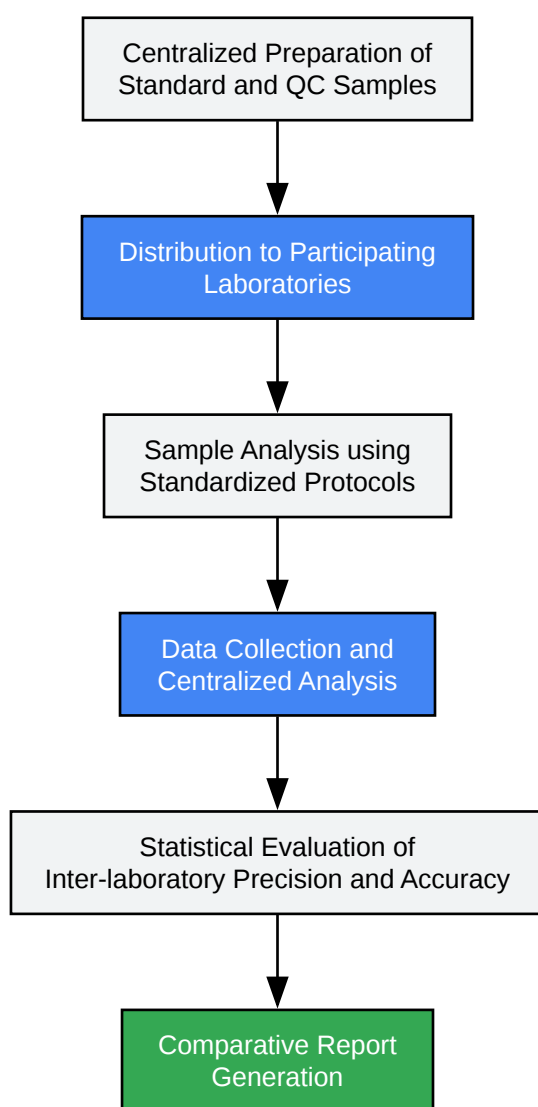 Centralized Preparation of
Standard and QC Samples
Distribution to Participating
Laboratories
Sample Analysis using
Standardized Protocols
Data Collection and
Centralized Analysis
Statistical Evaluation of
Inter-laboratory Precision and Accuracy
Comparative Report
Generation